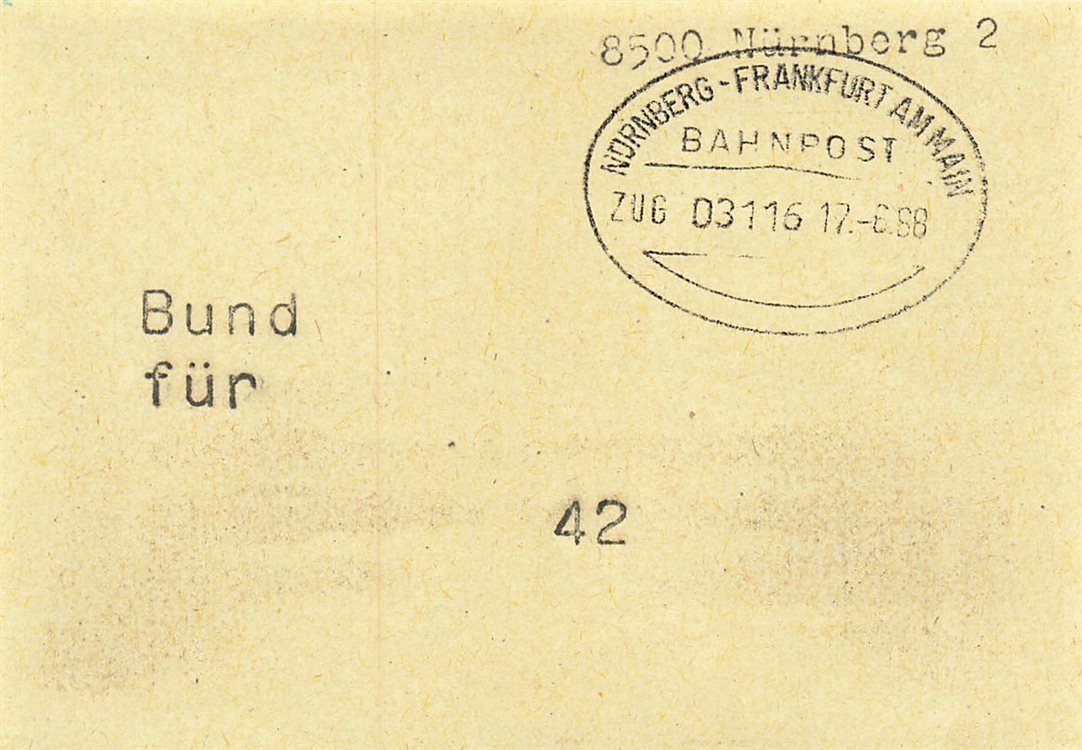 8500 Nürnberg 2
NÜRNBERG - FRANKFURT AM MAIN
BAHNPOST
ZUG 03116 17.-6.88
Bund
für
42